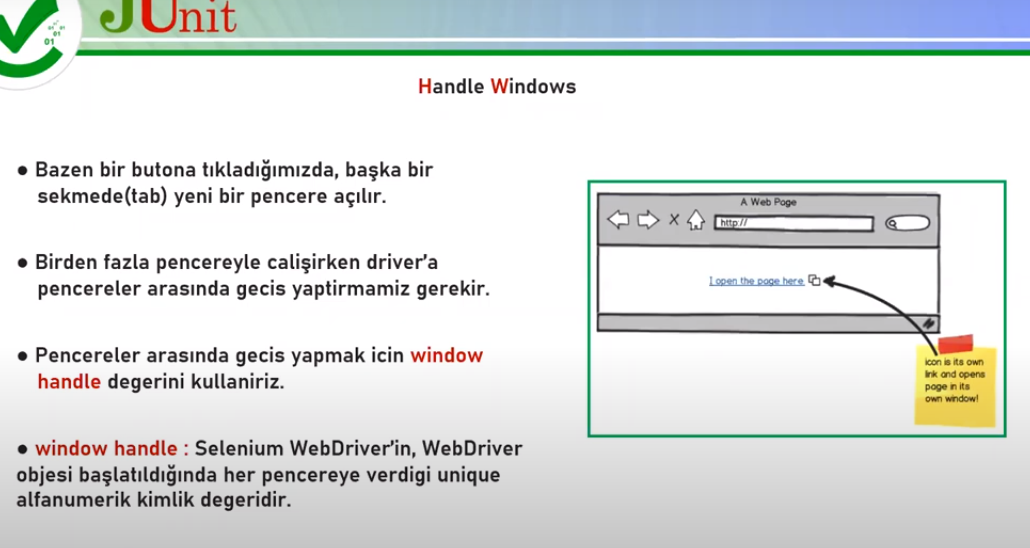 JUnit
01 01
01
01
Handle Windows
● Bazen bir butona tıkladığımızda, başka bir
sekmede(tab) yeni bir pencere açılır.
● Birden fazla pencereyle calişirken driver'a
pencereler arasında gecis yaptirmamiz gerekir.
● Pencereler arasında gecis yapmak icin window
handle degerini kullaniriz.
● window handle : Selenium WebDriver'in, WebDriver
objesi başlatıldığında her pencereye verdigi unique
alfanumerik kimlik degeridir.
A Web Page
http://
I open the page here
icon is its own
link and opens
page in its
own window!